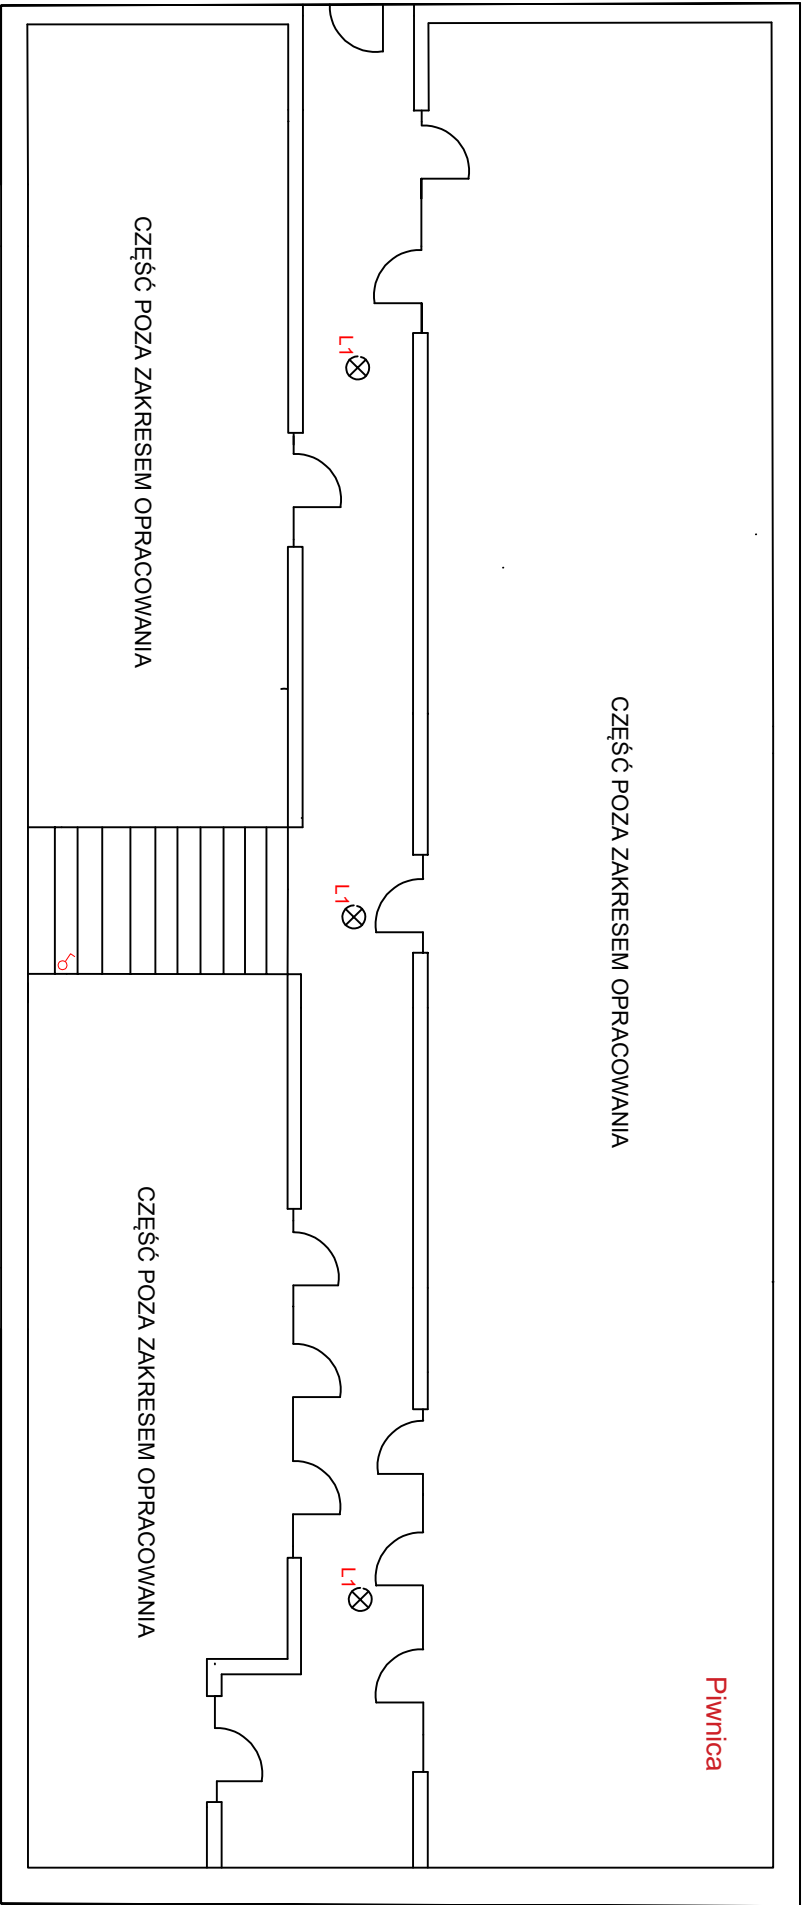 Piwnica
CZĘŚĆ POZA ZAKRESEM OPRACOWANIA
CZĘŚĆ POZA ZAKRESEM OPRACOWANIA
CZĘŚĆ POZA ZAKRESEM OPRACOWANIA
L1
L1
L1